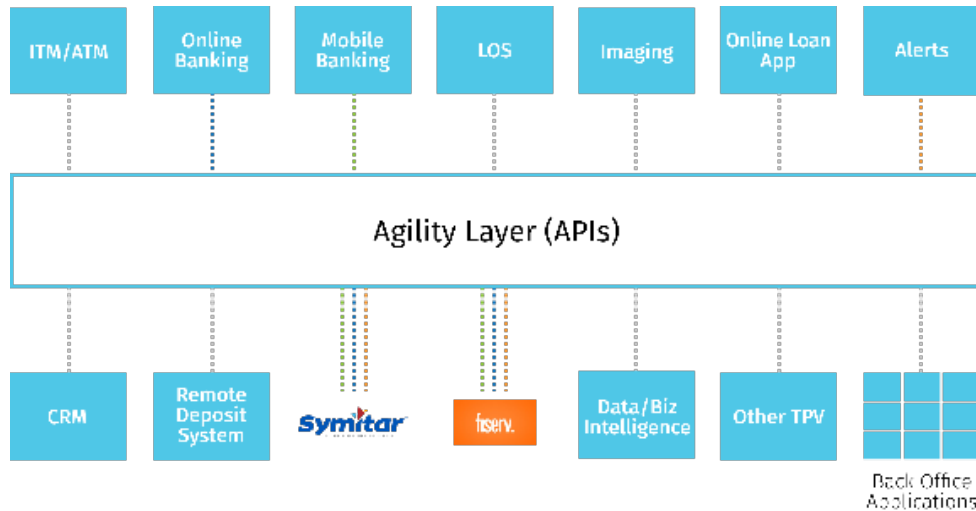 ITM/ATM
Online
Banking
Mobile
Banking
LOS
Imaging
Online Loan
App
Alerts
Agility Layer (APIs)
CRM
Remote
Deposit
System
Symitar
fiserv.
Data/Biz
Intelligence
Other TPV
Back Office
Applications